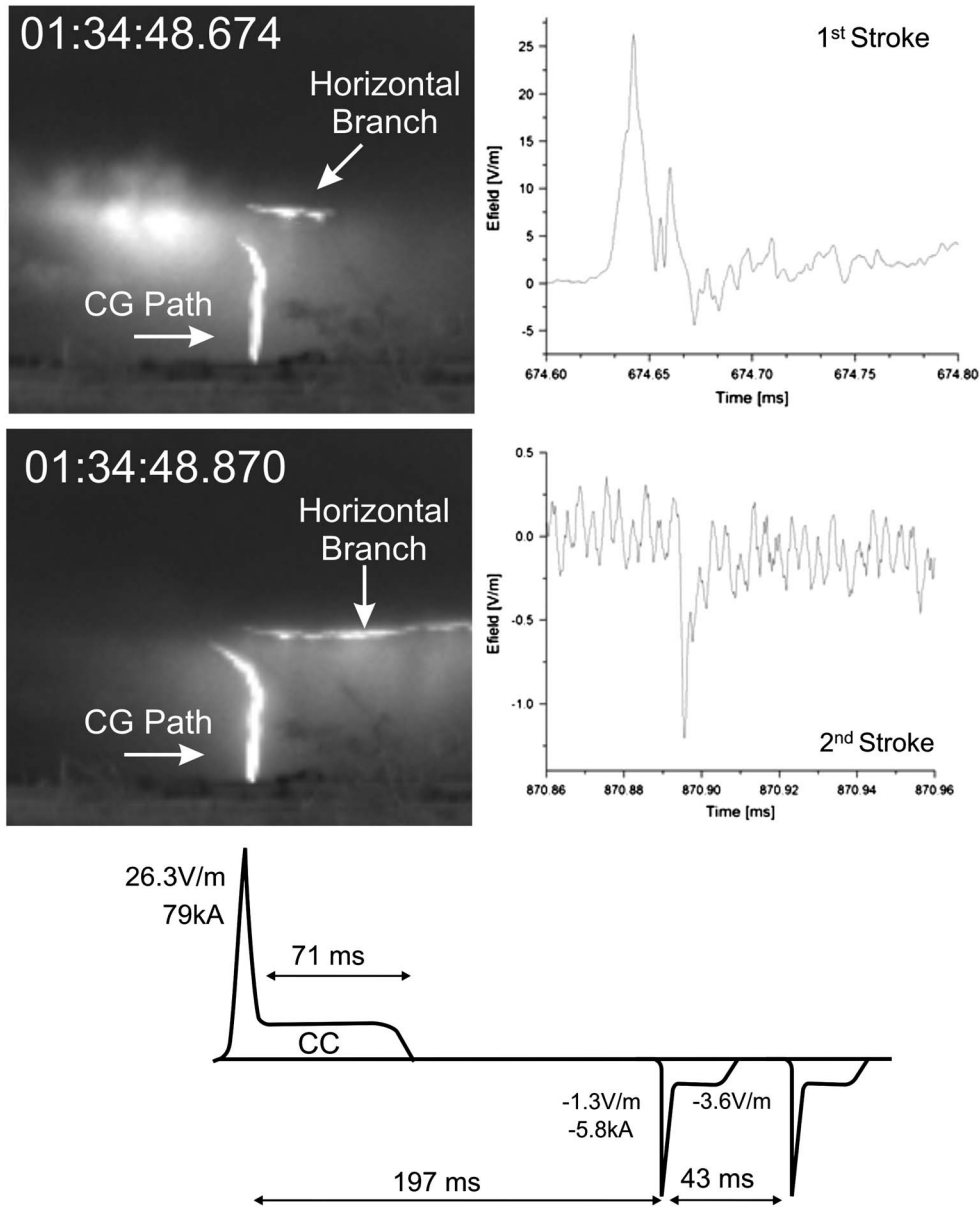 01:34:48.674
Horizontal
Branch
CG Path
1st Stroke
Efield [V/m]
25
20
15
10
5
0
-5
674.60
674.65
674.70
674.75
674.80
Time [ms]
01:34:48.870
Horizontal
Branch
CG Path
Efield [V/m]
0.5
0.0
-0.5
-1.0
2nd Stroke
870.86
870.88
870.90
870.92
870.94
870.96
Time [ms]
26.3V/m
79kA
71 ms
CC
-1.3V/m
-5.8kA
-3.6V/m
197 ms
43 ms